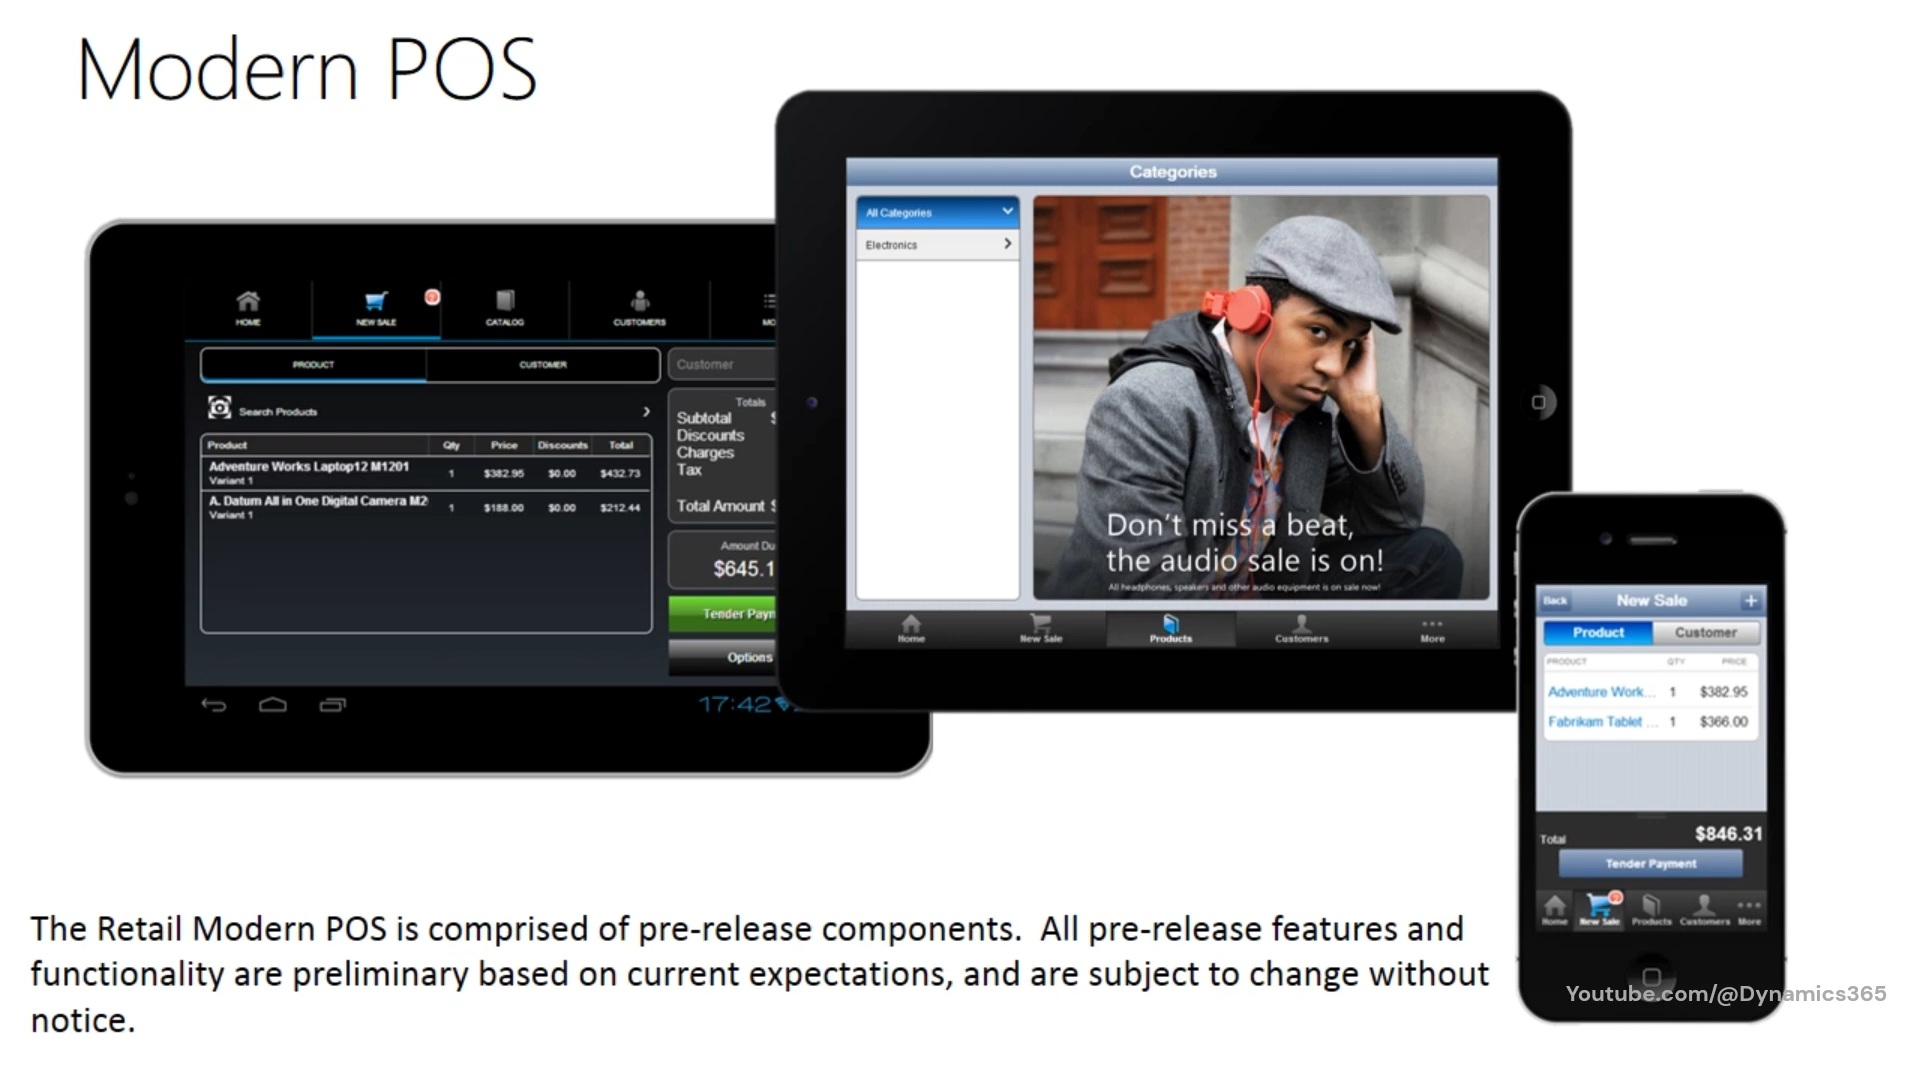 Modern POS
HOME
NEW SALE
CATALOG
CUSTOMERS
MO
PRODUCT
CUSTOMER
Customer
Search Products
Product Qty Price Discounts Total
Adventure Works Laptop12 M1201
Variant 1
1 $382.95 $0.00 $432.73
A. Datum All in One Digital Camera M2
Variant 1
1 $188.00 $0.00 $212.44
Totals
Subtotal $
Discounts
Charges
Tax
Total Amount $
Amount Du
$645.1
Tender Payn
Options
17:42
Categories
All Categories
Electronics
Don't miss a beat,
the audio sale is on!
All headphones, speakers and other audio equipment is on sale now!
Home
New Sale
Products
Customers
More
Back New Sale +
Product Customer
PRODUCT QTY PRICE
Adventure Work... 1 $382.95
Fabrikam Tablet ... 1 $366.00
Total $846.31
Tender Payment
Home New Sale Products Customers More
The Retail Modern POS is comprised of pre-release components.  All pre-release features and
functionality are preliminary based on current expectations, and are subject to change without
notice.
Youtube.com/@Dynamics365